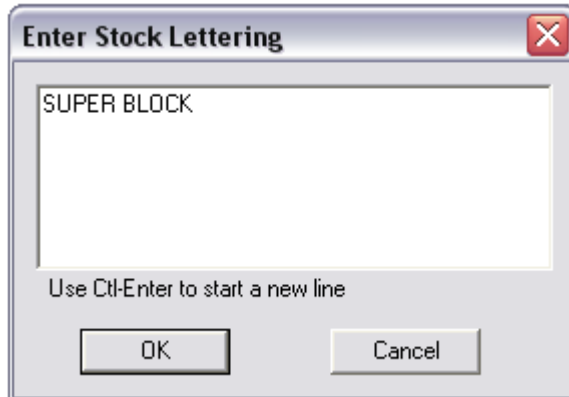 Enter Stock Lettering
SUPER BLOCK
Use Ctl-Enter to start a new line
OK
Cancel